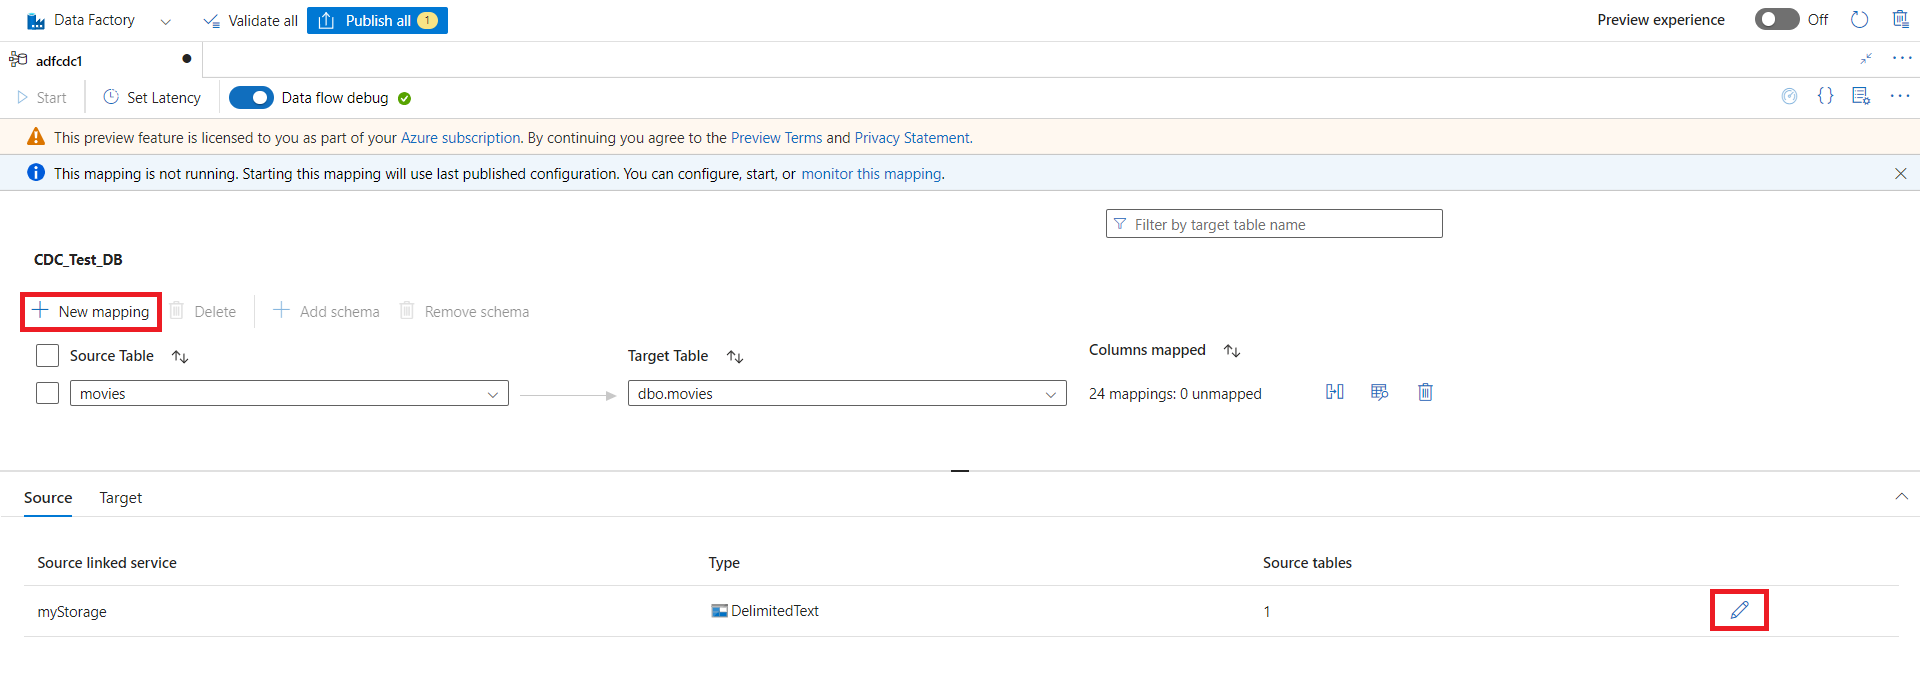 Data Factory Validate all Publish all 1 Preview experience Off
adfcdc1
Start Set Latency Data flow debug
This preview feature is licensed to you as part of your Azure subscription. By continuing you agree to the Preview Terms and Privacy Statement.
This mapping is not running. Starting this mapping will use last published configuration. You can configure, start, or monitor this mapping.
Filter by target table name
CDC_Test_DB
New mapping Delete Add schema Remove schema
Source Table Target Table Columns mapped
movies dbo.movies 24 mappings: 0 unmapped
Source Target
Source linked service Type Source tables
myStorage DelimitedText 1